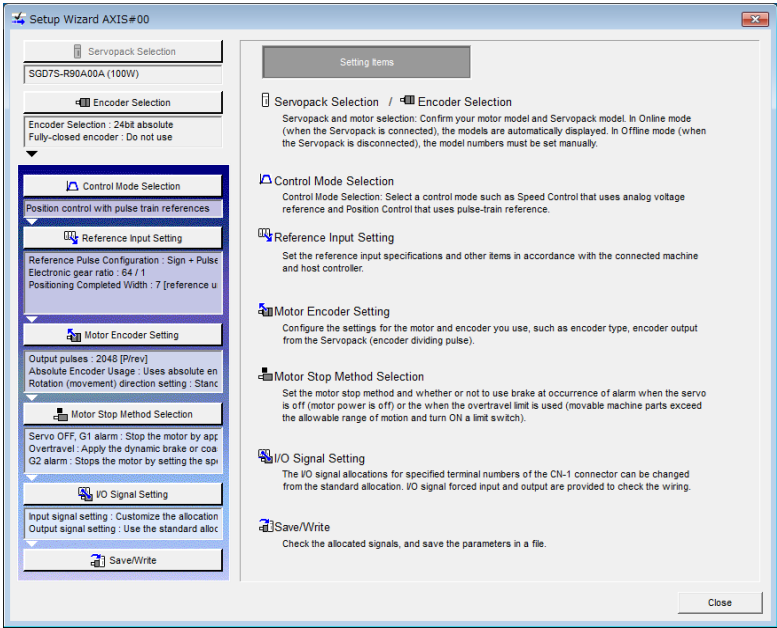 Setup Wizard AXIS#00
Servopack Selection
SGD7S-R90A00A (100W)
Encoder Selection
Encoder Selection : 24bit absolute
Fully-closed encoder : Do not use
Control Mode Selection
Position control with pulse train references
Reference Input Setting
Reference Pulse Configuration : Sign + Pulse
Electronic gear ratio : 64 / 1
Positioning Completed Width : 7 [reference u
Motor Encoder Setting
Output pulses : 2048 [P/rev]
Absolute Encoder Usage : Uses absolute en
Rotation (movement) direction setting : Stanc
Motor Stop Method Selection
Servo OFF, G1 alarm : Stop the motor by app
Overtravel : Apply the dynamic brake or coa
G2 alarm : Stops the motor by setting the sp
I/O Signal Setting
Input signal setting : Customize the allocation
Output signal setting : Use the standard alloc
Save/Write
Setting Items
Servopack Selection / Encoder Selection
Servopack and motor selection: Confirm your motor model and Servopack model. In Online mode
(when the Servopack is connected), the models are automatically displayed. In Offline mode (when
the Servopack is disconnected), the model numbers must be set manually.
Control Mode Selection
Control Mode Selection: Select a control mode such as Speed Control that uses analog voltage
reference and Position Control that uses pulse-train reference.
Reference Input Setting
Set the reference input specifications and other items in accordance with the connected machine
and host controller.
Motor Encoder Setting
Configure the settings for the motor and encoder you use, such as encoder type, encoder output
from the Servopack (encoder dividing pulse).
Motor Stop Method Selection
Set the motor stop method and whether or not to use brake at occurrence of alarm when the servo
is off (motor power is off) or the when the overtravel limit is used (movable machine parts exceed
the allowable range of motion and turn ON a limit switch).
I/O Signal Setting
The I/O signal allocations for specified terminal numbers of the CN-1 connector can be changed
from the standard allocation. I/O signal forced input and output are provided to check the wiring.
Save/Write
Check the allocated signals, and save the parameters in a file.
Close